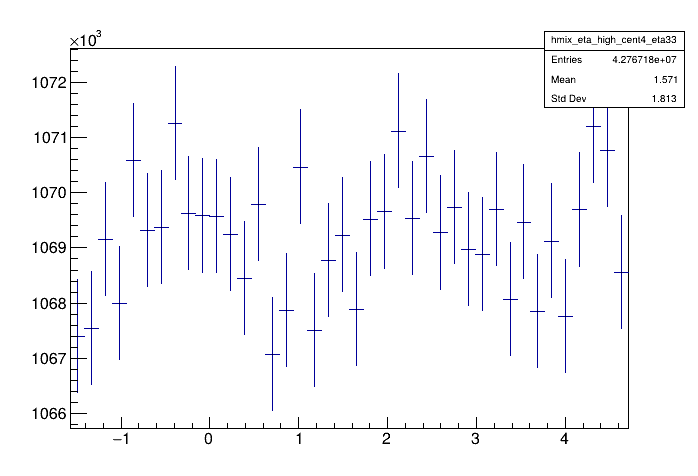 ×10³
hmix_eta_high_cent4_eta33
Entries 4.276718e+07
Mean 1.571
Std Dev 1.813
1072
1071
1070
1069
1068
1067
1066
−1 0 1 2 3 4